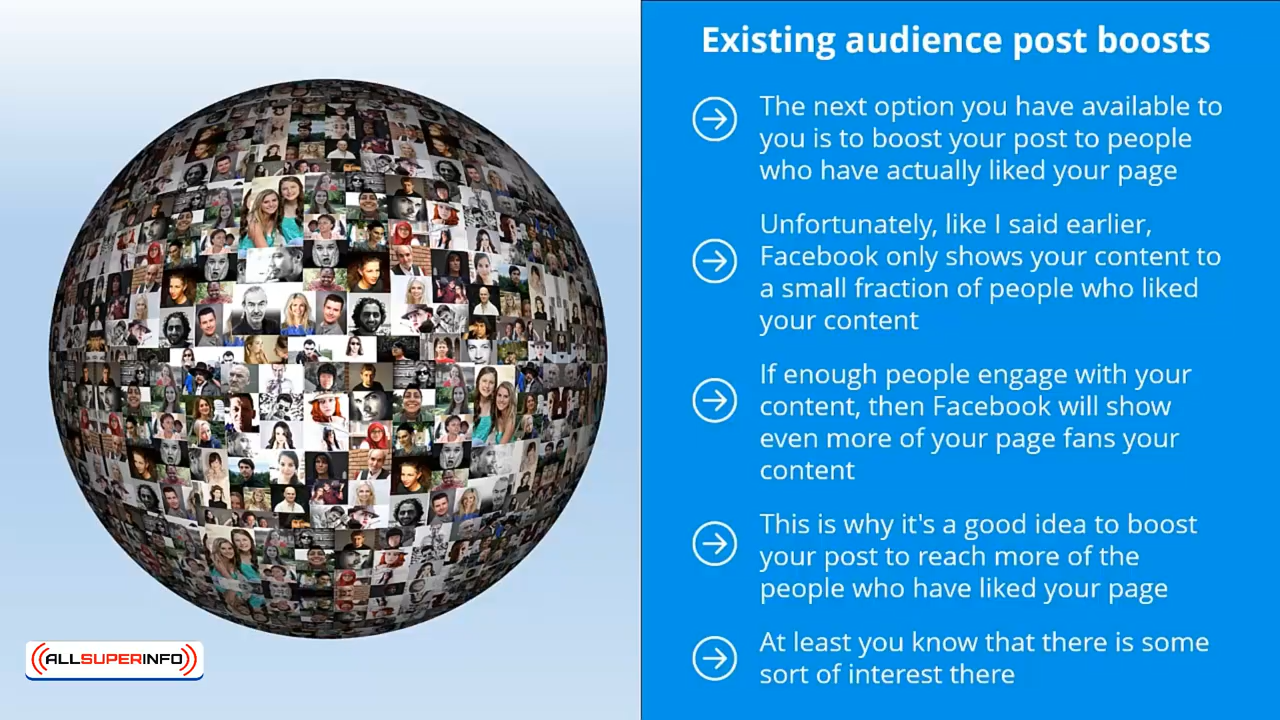 Existing audience post boosts
The next option you have available to
you is to boost your post to people
who have actually liked your page
Unfortunately, like I said earlier,
Facebook only shows your content to
a small fraction of people who liked
your content
If enough people engage with your
content, then Facebook will show
even more of your page fans your
content
This is why it's a good idea to boost
your post to reach more of the
people who have liked your page
At least you know that there is some
sort of interest there
ALLSUPERINFO